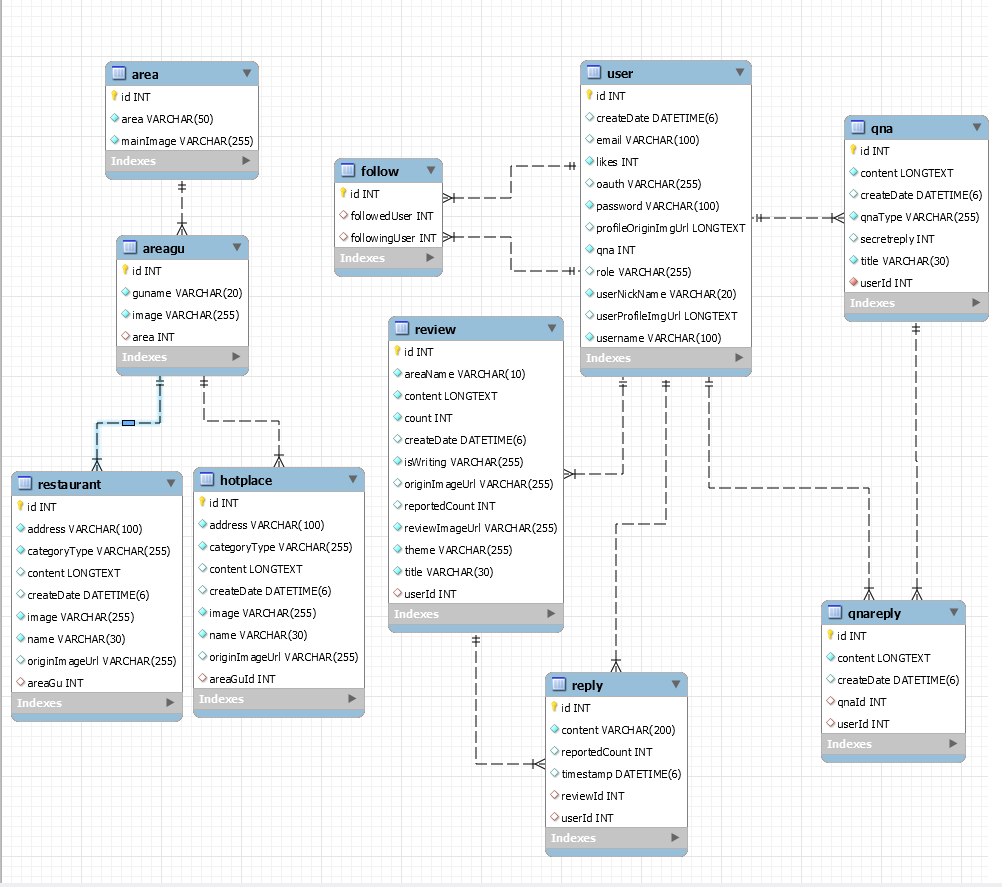 area
id INT
area VARCHAR(50)
mainImage VARCHAR(255)
Indexes
areagu
id INT
guname VARCHAR(20)
image VARCHAR(255)
area INT
Indexes
restaurant
id INT
address VARCHAR(100)
categoryType VARCHAR(255)
content LONGTEXT
createDate DATETIME(6)
image VARCHAR(255)
name VARCHAR(30)
originImageUrl VARCHAR(255)
areaGu INT
Indexes
hotplace
id INT
address VARCHAR(100)
categoryType VARCHAR(255)
content LONGTEXT
createDate DATETIME(6)
image VARCHAR(255)
name VARCHAR(30)
originImageUrl VARCHAR(255)
areaGuId INT
Indexes
follow
id INT
followedUser INT
followingUser INT
Indexes
review
id INT
areaName VARCHAR(10)
content LONGTEXT
count INT
createDate DATETIME(6)
isWriting VARCHAR(255)
originImageUrl VARCHAR(255)
reportedCount INT
reviewImageUrl VARCHAR(255)
theme VARCHAR(255)
title VARCHAR(30)
userId INT
Indexes
user
id INT
createDate DATETIME(6)
email VARCHAR(100)
likes INT
oauth VARCHAR(255)
password VARCHAR(100)
profileOriginImgUrl LONGTEXT
qna INT
role VARCHAR(255)
userNickName VARCHAR(20)
userProfileImgUrl LONGTEXT
username VARCHAR(100)
Indexes
reply
id INT
content VARCHAR(200)
reportedCount INT
timestamp DATETIME(6)
reviewId INT
userId INT
Indexes
qna
id INT
content LONGTEXT
createDate DATETIME(6)
qnaType VARCHAR(255)
secretreply INT
title VARCHAR(30)
userId INT
Indexes
qnareply
id INT
content LONGTEXT
createDate DATETIME(6)
qnaId INT
userId INT
Indexes